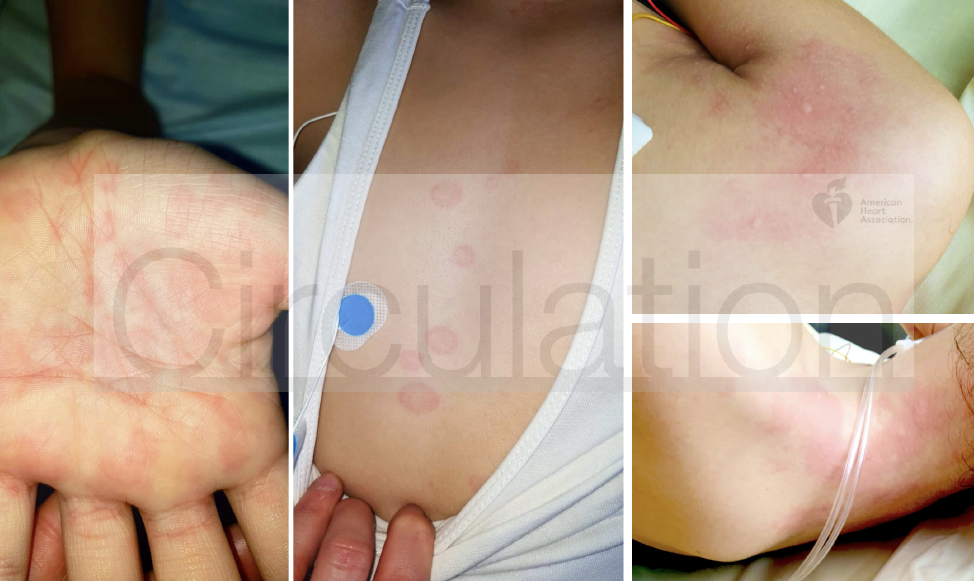 American
Heart
Association.
Circulation